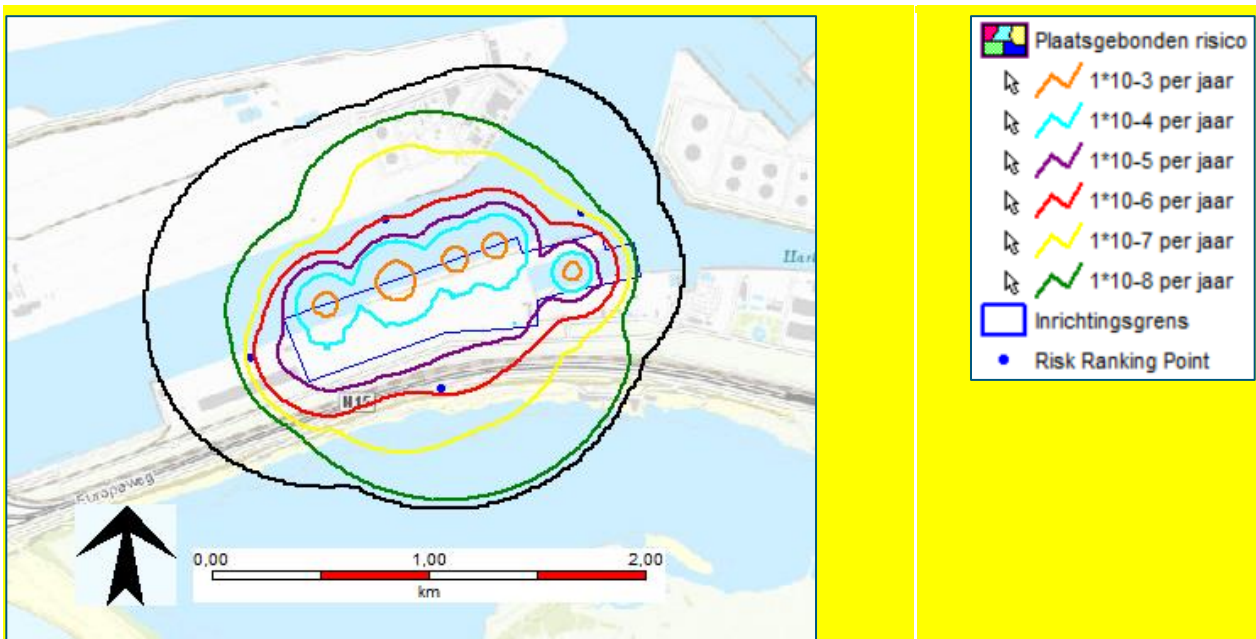 Plaatsgebonden risico
1*10-3 per jaar
1*10-4 per jaar
1*10-5 per jaar
1*10-6 per jaar
1*10-7 per jaar
1*10-8 per jaar
Inrichtingsgrens
Risk Ranking Point
Hart
N15
Europaweg
0,00 1,00 2,00
km